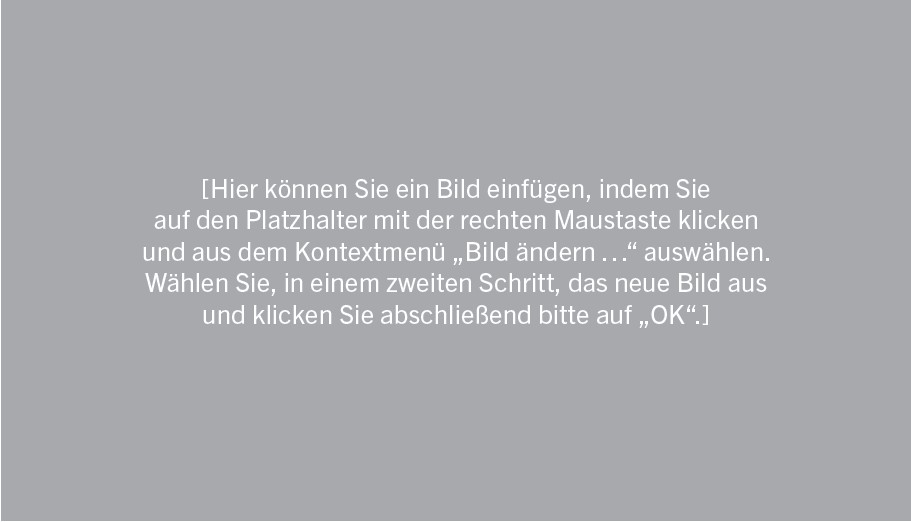 [Hier können Sie ein Bild einfügen, indem Sie
auf den Platzhalter mit der rechten Maustaste klicken
und aus dem Kontextmenü „Bild ändern …“ auswählen.
Wählen Sie, in einem zweiten Schritt, das neue Bild aus
und klicken Sie abschließend bitte auf „OK“.]